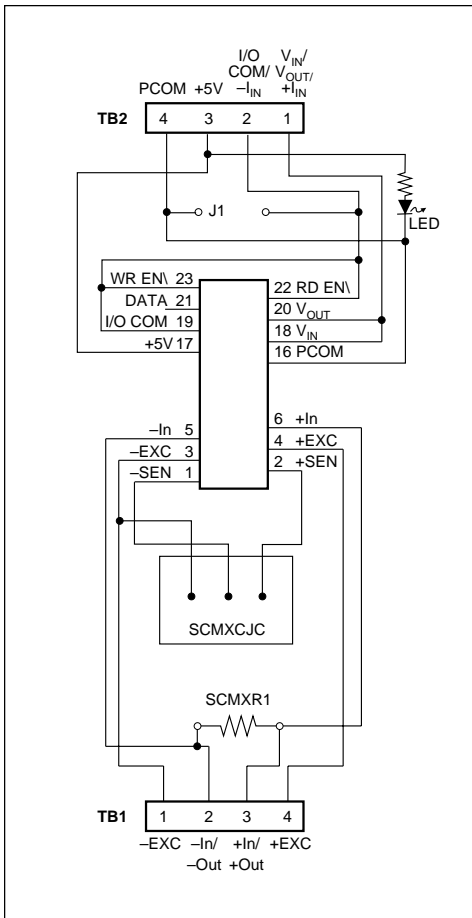 I/O V_IN/
COM/ V_OUT/
PCOM +5V –I_IN +I_IN
TB2 4 3 2 1
J1
LED
WR EN\ 23
22 RD EN\
DATA 21
20 V_OUT
I/O COM 19
18 V_IN
+5V 17
16 PCOM
–In 5
6 +In
–EXC 3
4 +EXC
–SEN 1
2 +SEN
SCMXCJC
SCMXR1
TB1 1 2 3 4
–EXC –In/ +In/ +EXC
–Out +Out